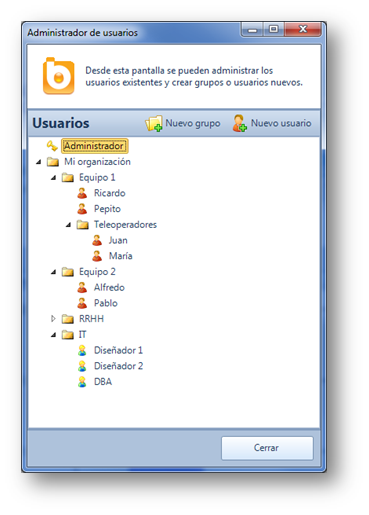 Administrador de usuarios
Desde esta pantalla se pueden administrar los
usuarios existentes y crear grupos o usuarios nuevos.
Usuarios Nuevo grupo Nuevo usuario
Administrador
Mi organización
Equipo 1
Ricardo
Pepito
Teleoperadores
Juan
María
Equipo 2
Alfredo
Pablo
RRHH
IT
Diseñador 1
Diseñador 2
DBA
Cerrar